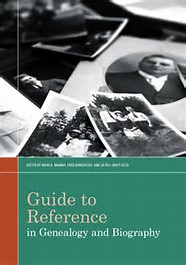 Guide to
Reference
in Genealogy and Biography